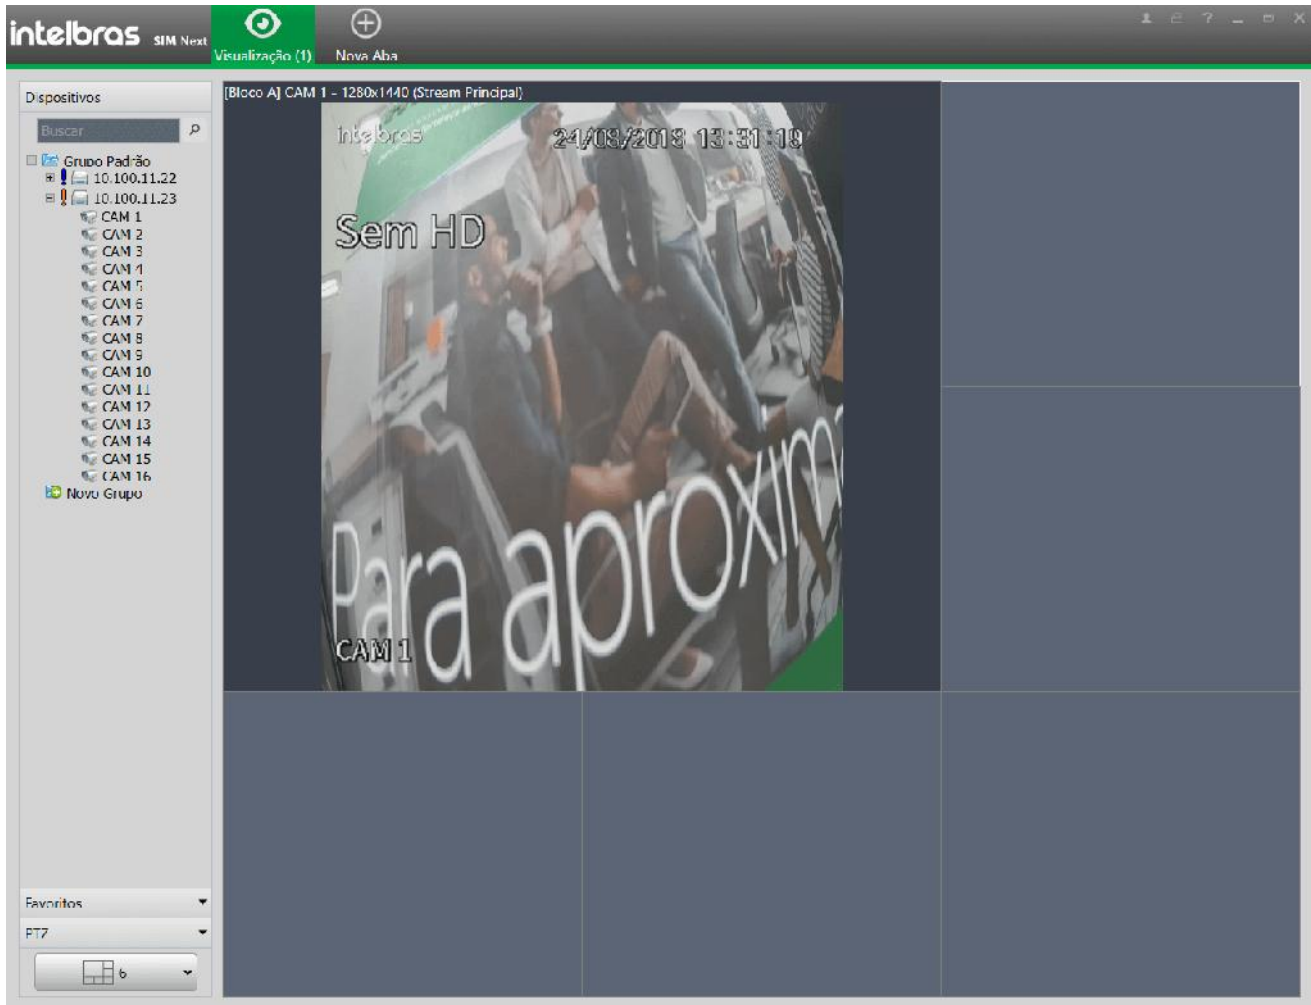 intelbras SIM Next
Visualização (1)
Nova Aba
Dispositivos
Buscar
Grupo Padrão
10.100.11.22
10.100.11.23
CAM 1
CAM 2
CAM 3
CAM 4
CAM 5
CAM 6
CAM 7
CAM 8
CAM 9
CAM 10
CAM 11
CAM 12
CAM 13
CAM 14
CAM 15
CAM 16
Novo Grupo
Favoritos
PTZ
6
[Bloco A] CAM 1 - 1280x1440 (Stream Principal)
intelbras 24/08/2018 13:31:19
Sem HD
Para aproxim
CAM 1